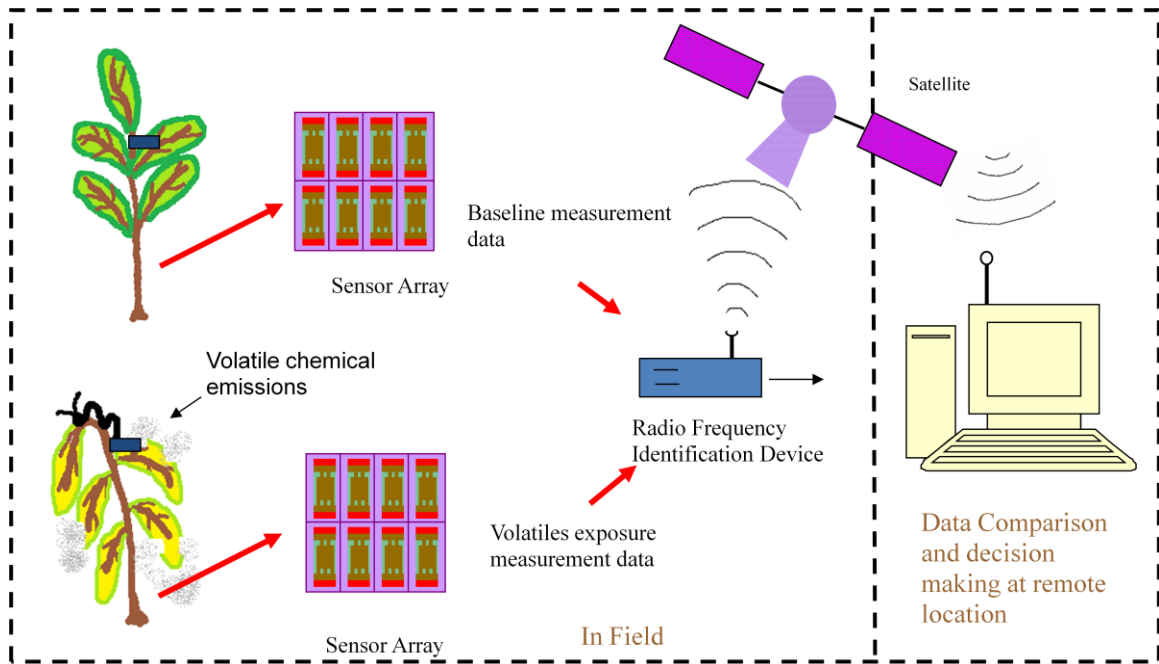 Satellite
Baseline measurement
data
Sensor Array
Volatile chemical
emissions
Radio Frequency
Identification Device
Volatiles exposure
measurement data
Sensor Array
In Field
Data Comparison
and decision
making at remote
location